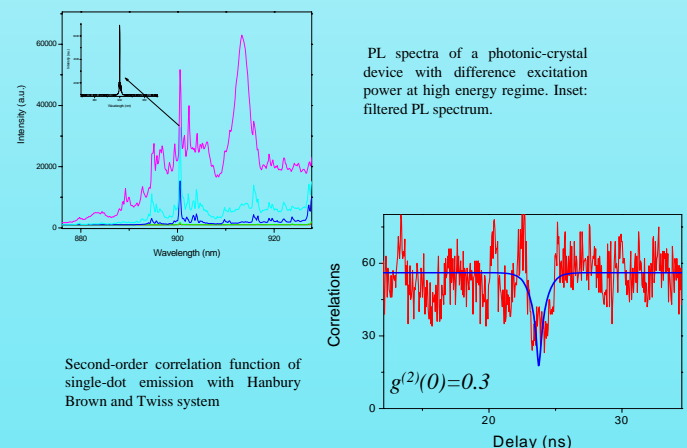 PL spectra of a photonic-crystal
device with difference excitation
power at high energy regime. Inset:
filtered PL spectrum.
60000
40000
20000
0
880
900
920
Intensity (a.u.)
Wavelength (nm)
Wavelength (nm)
Second-order correlation function of
single-dot emission with Hanbury
Brown and Twiss system
60
30
0
20
30
Correlations
Delay (ns)
g(2)(0)=0.3